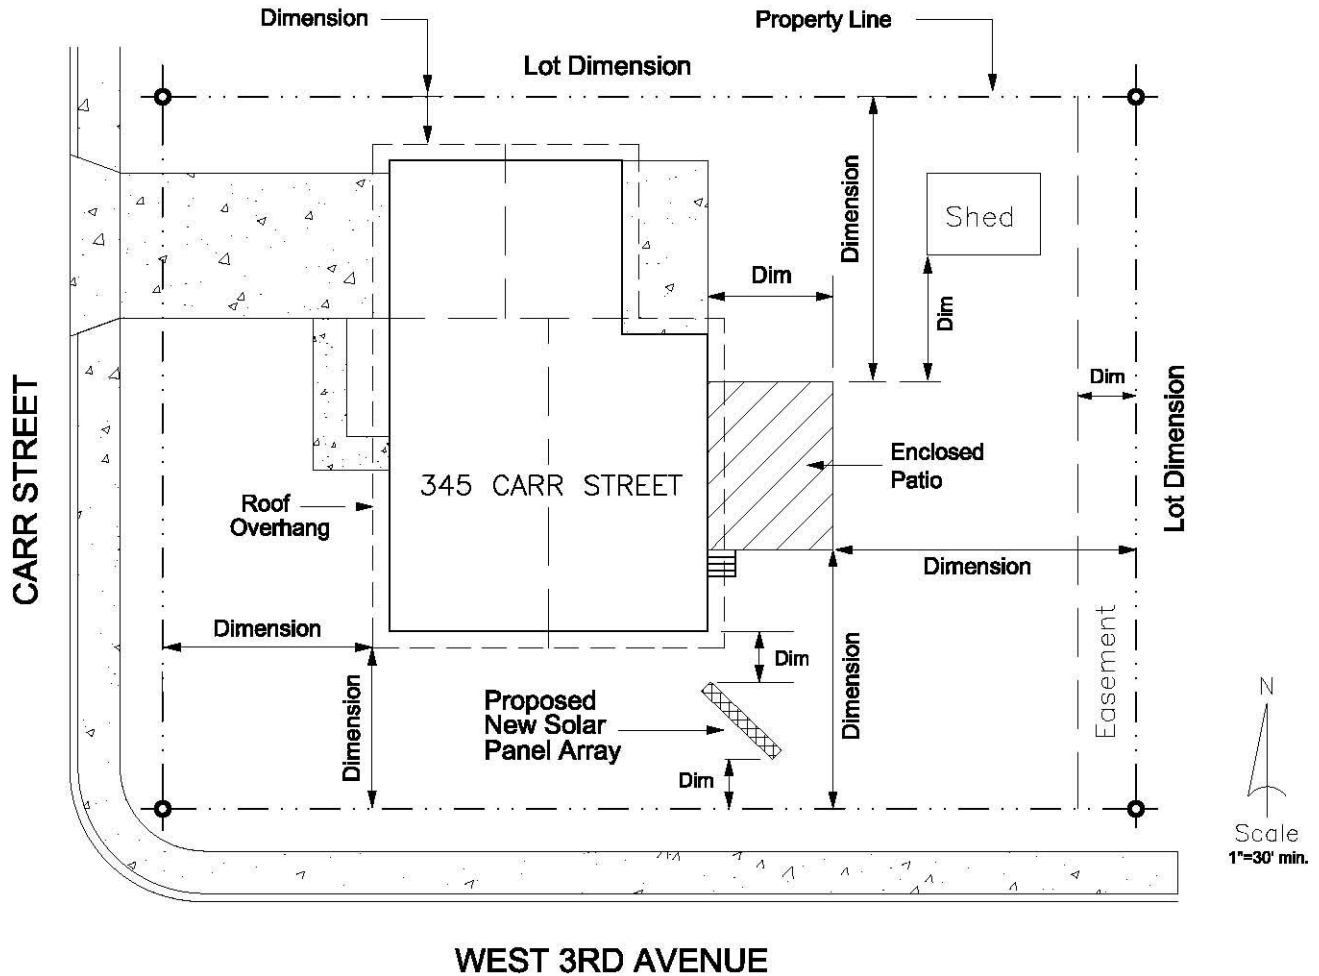 Dimension
Property Line
Lot Dimension
Dimension
Shed
Dim
Dim
Dim
CARR STREET
Lot Dimension
Enclosed
Patio
345 CARR STREET
Roof
Overhang
Dimension
Dimension
Dim
Easement
Proposed
New Solar
Panel Array
Dimension
Dimension
Dim
N
Scale
1"=30' min.
WEST 3RD AVENUE